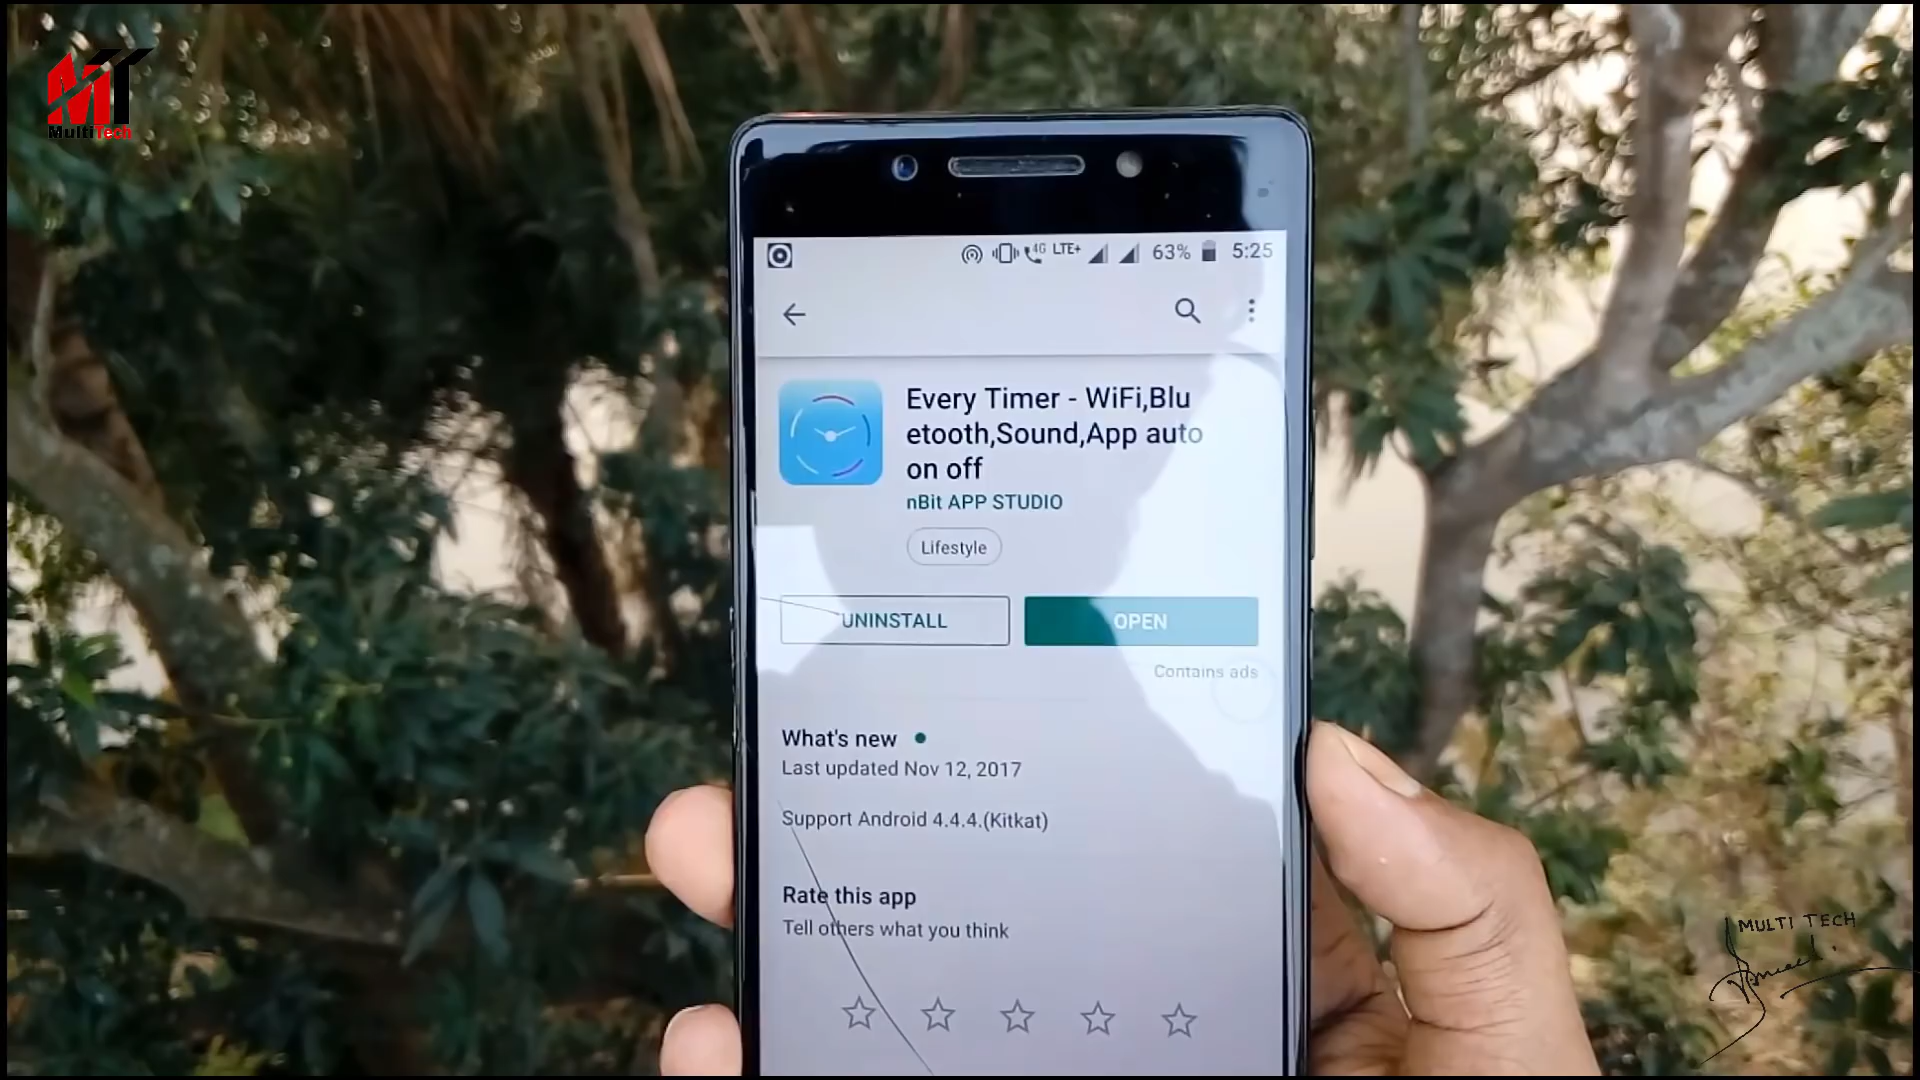 MT
MultiTech
4G LTE+ 63% 5:25
Every Timer - WiFi,Blu
etooth,Sound,App auto
on off
nBit APP STUDIO
Lifestyle
UNINSTALL
OPEN
Contains ads
What's new
Last updated Nov 12, 2017
Support Android 4.4.4.(Kitkat)
Rate this app
Tell others what you think
MULTI TECH